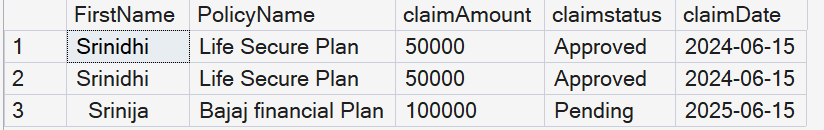 FirstName PolicyName claimAmount claimstatus claimDate
1 Srinidhi Life Secure Plan 50000 Approved 2024-06-15
2 Srinidhi Life Secure Plan 50000 Approved 2024-06-15
3 Srinija Bajaj financial Plan 100000 Pending 2025-06-15